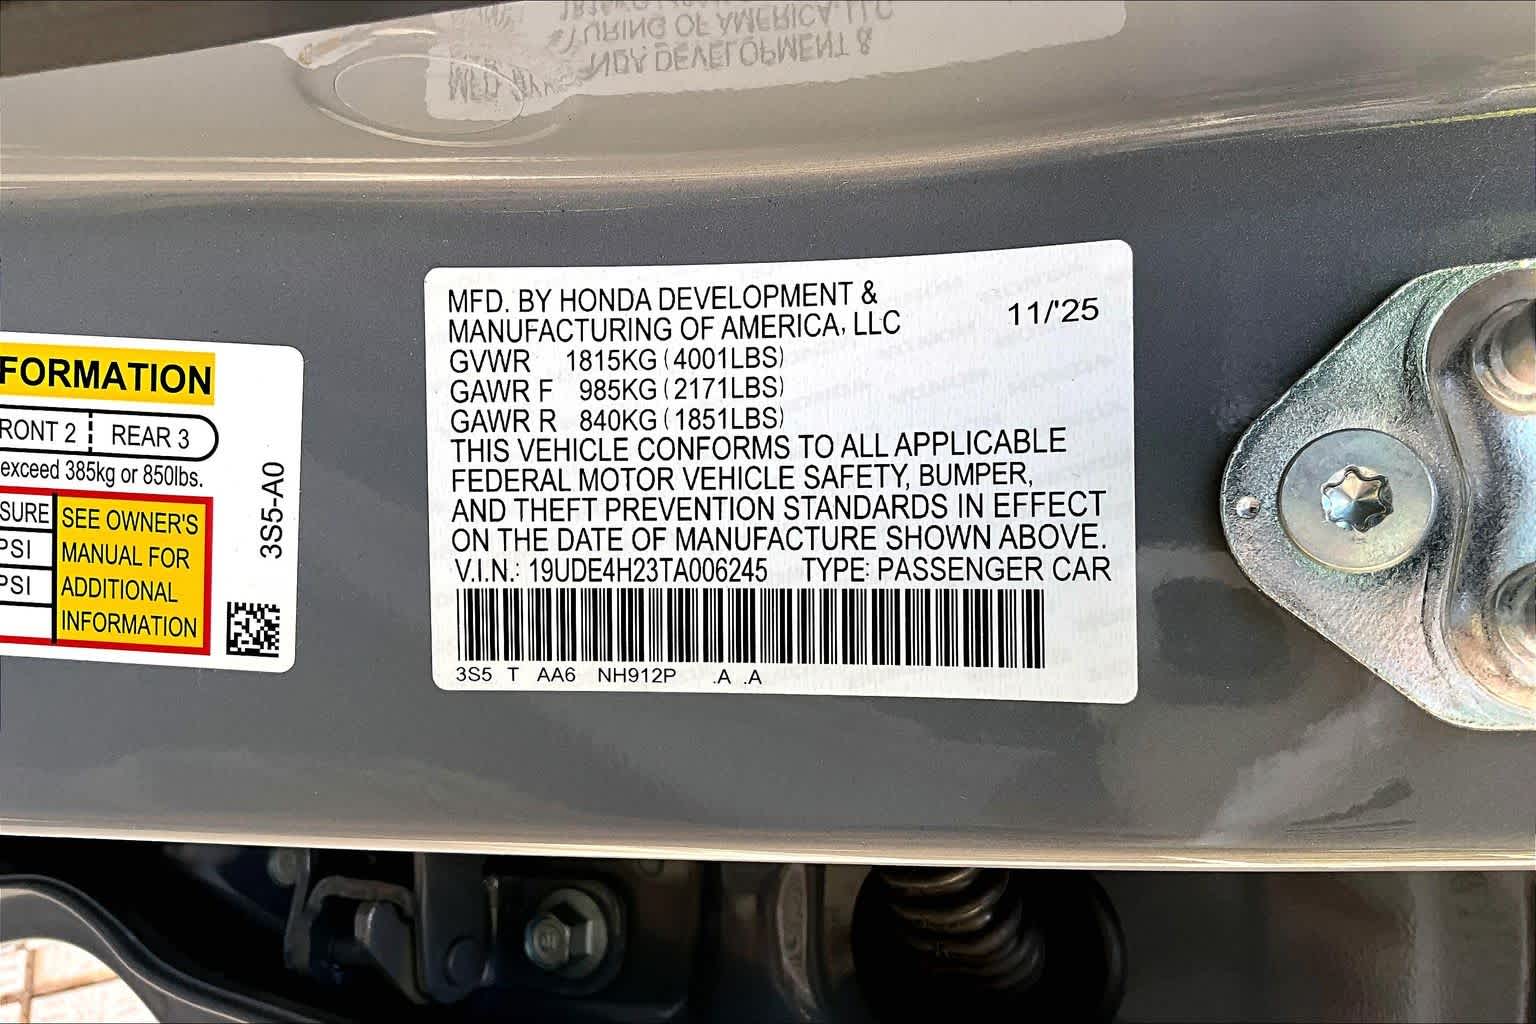 MFD. BY HONDA DEVELOPMENT &
MANUFACTURING OF AMERICA, LLC
11/'25
GVWR 1815KG (4001LBS)
GAWR F 985KG (2171LBS)
GAWR R 840KG (1851LBS)
THIS VEHICLE CONFORMS TO ALL APPLICABLE
FEDERAL MOTOR VEHICLE SAFETY, BUMPER,
AND THEFT PREVENTION STANDARDS IN EFFECT
ON THE DATE OF MANUFACTURE SHOWN ABOVE.
V.I.N.: 19UDE4H23TA006245 TYPE: PASSENGER CAR
3S5 T AA6 NH912P .A .A
FORMATION
RONT 2 REAR 3
exceed 385kg or 850lbs.
SURE
PSI
PSI
SEE OWNER'S
MANUAL FOR
ADDITIONAL
INFORMATION
3S5-A0